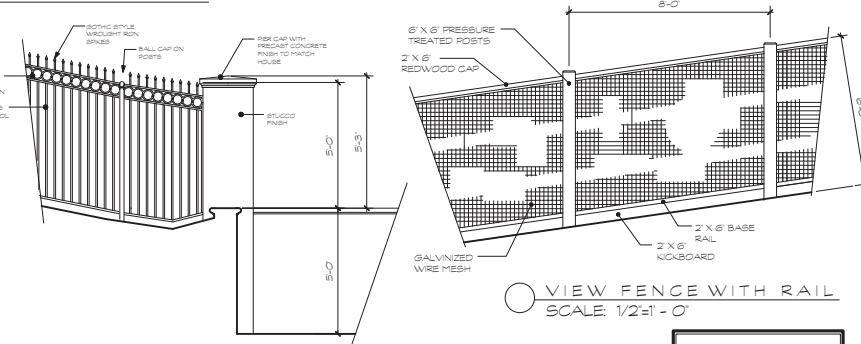 GOTHIC STYLE
WROUGHT IRON
SPIKES
BALL CAP ON
POSTS
PIER CAP WITH
PRECAST CONCRETE
FINISH TO MATCH
HOUSE
STUCCO
FINISH
5'-0"
5'-3"
5'-0"
8'-0"
6" X 6" PRESSURE
TREATED POSTS
2" X 6"
REDWOOD CAP
GALVANIZED
WIRE MESH
2" X 6" BASE
RAIL
2" X 6"
KICKBOARD
VIEW FENCE WITH RAIL
SCALE: 1/2"=1' - 0"